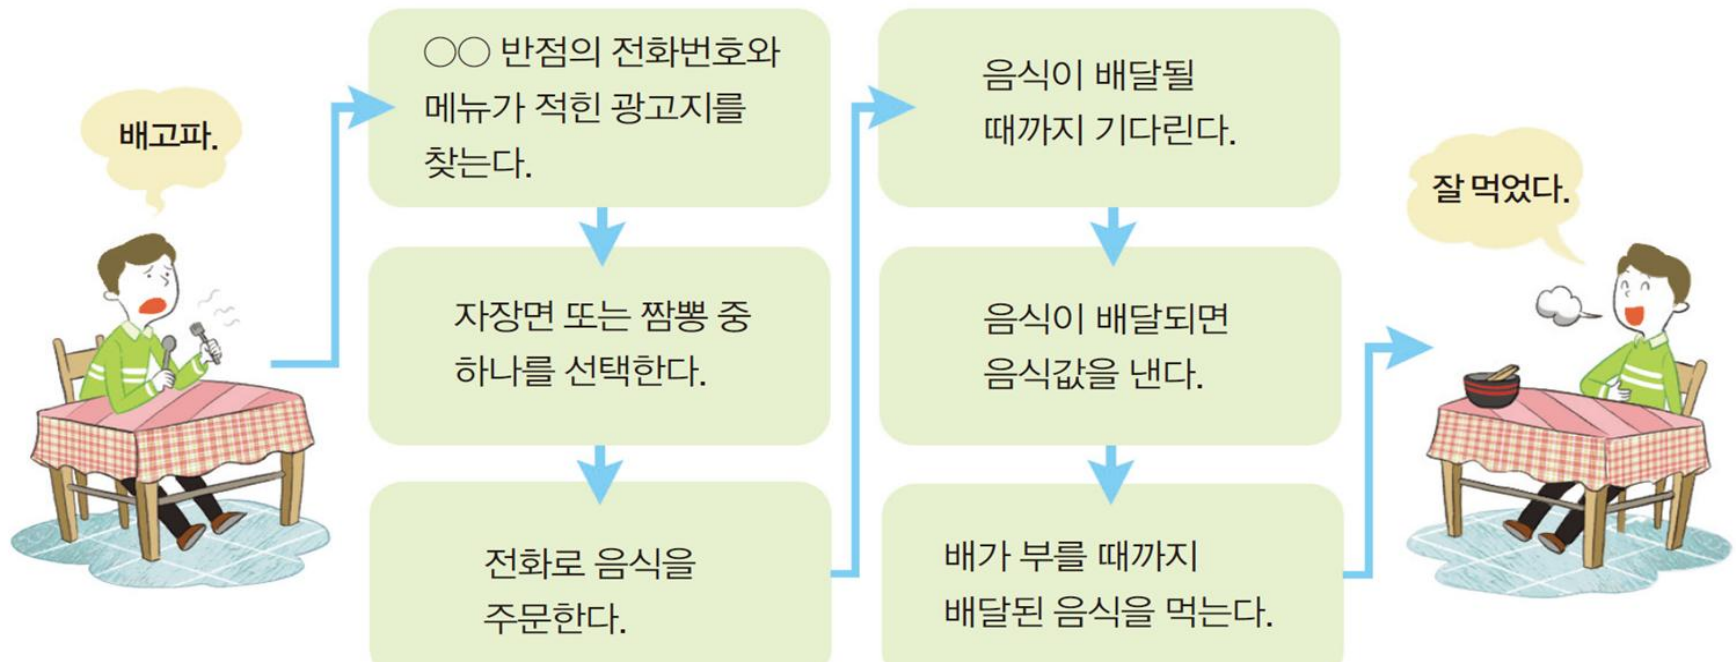 배고파.
○○ 반점의 전화번호와
메뉴가 적힌 광고지를
찾는다.
자장면 또는 짬뽕 중
하나를 선택한다.
전화로 음식을
주문한다.
음식이 배달될
때까지 기다린다.
음식이 배달되면
음식값을 낸다.
배가 부를 때까지
배달된 음식을 먹는다.
잘 먹었다.